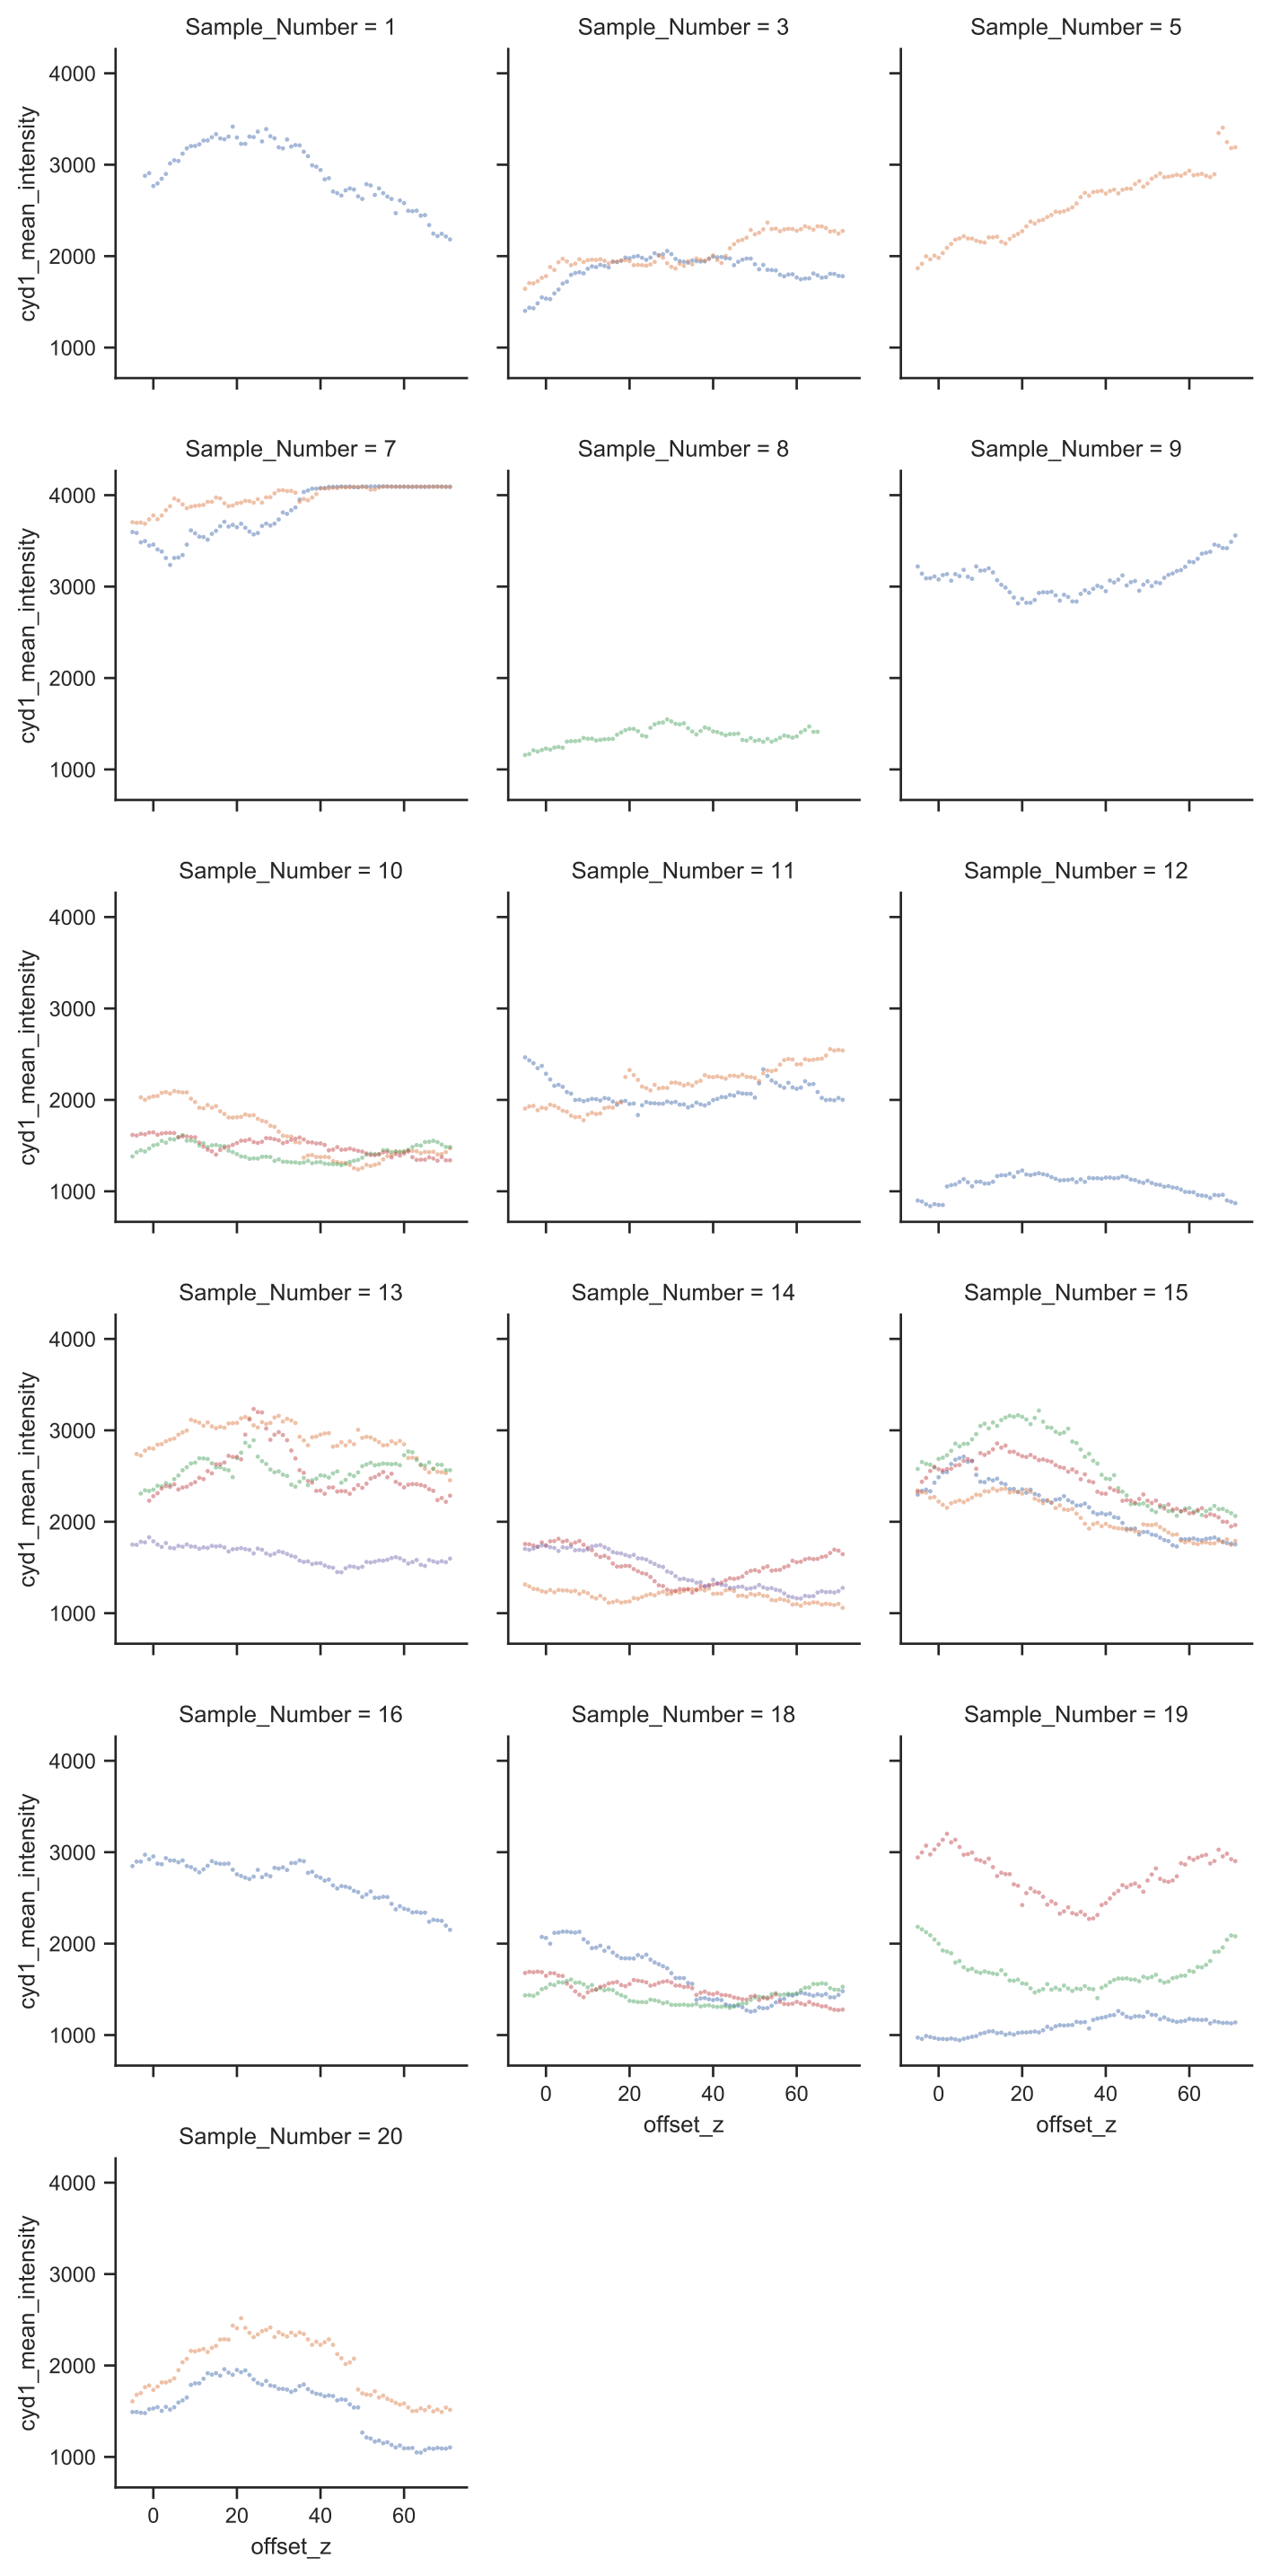 Sample_Number = 1
Sample_Number = 3
Sample_Number = 5
4000
3000
2000
1000
cyd1_mean_intensity
Sample_Number = 7
Sample_Number = 8
Sample_Number = 9
4000
3000
2000
1000
cyd1_mean_intensity
Sample_Number = 10
Sample_Number = 11
Sample_Number = 12
4000
3000
2000
1000
cyd1_mean_intensity
Sample_Number = 13
Sample_Number = 14
Sample_Number = 15
4000
3000
2000
1000
cyd1_mean_intensity
Sample_Number = 16
Sample_Number = 18
Sample_Number = 19
4000
3000
2000
1000
cyd1_mean_intensity
0 20 40 60
offset_z
0 20 40 60
offset_z
Sample_Number = 20
4000
3000
2000
1000
cyd1_mean_intensity
0 20 40 60
offset_z